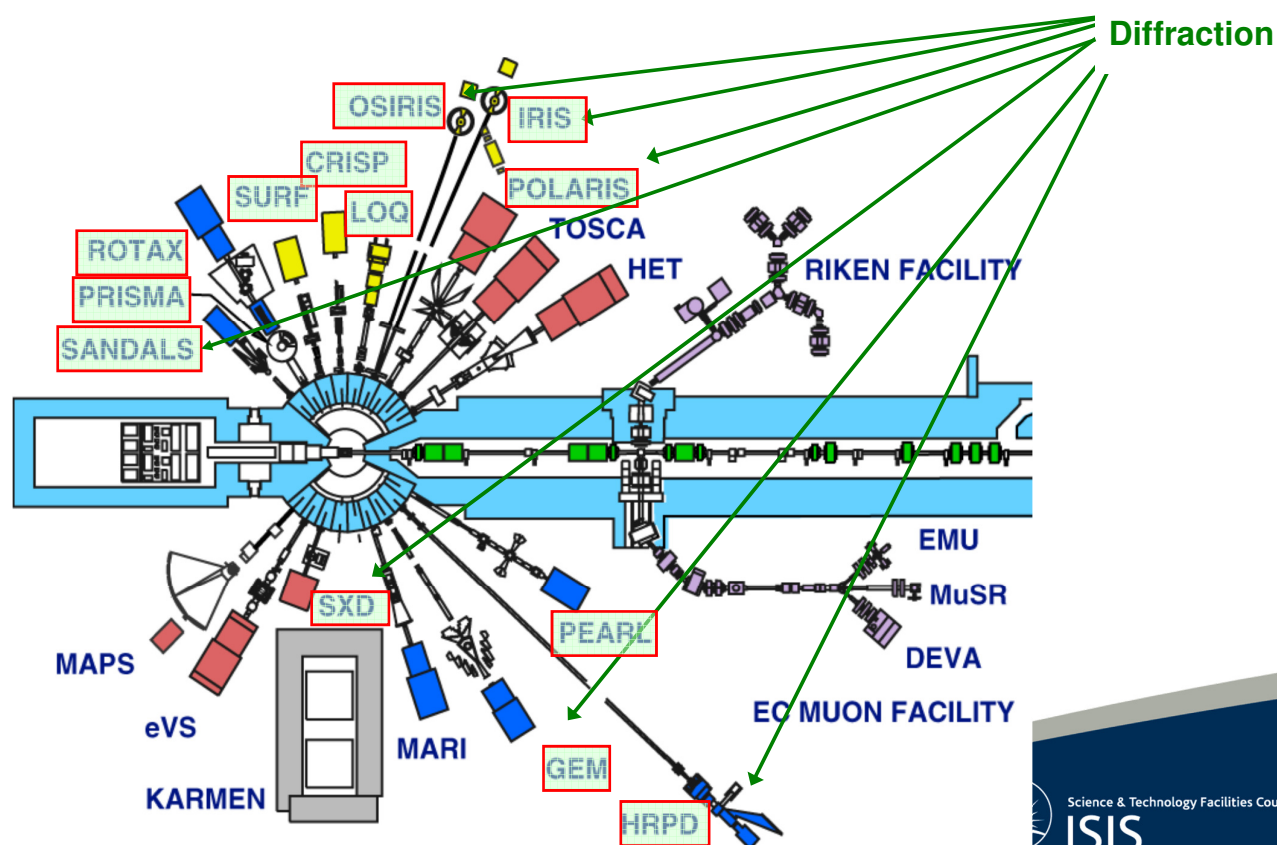 Diffraction
OSIRIS
IRIS
CRISP
SURF
POLARIS
LOQ
TOSCA
ROTAX
HET
RIKEN FACILITY
PRISMA
SANDALS
EMU
SXD
MuSR
PEARL
DEVA
MAPS
EC MUON FACILITY
eVS
MARI
GEM
KARMEN
HRPD
Science & Technology Facilities Cou
ISIS